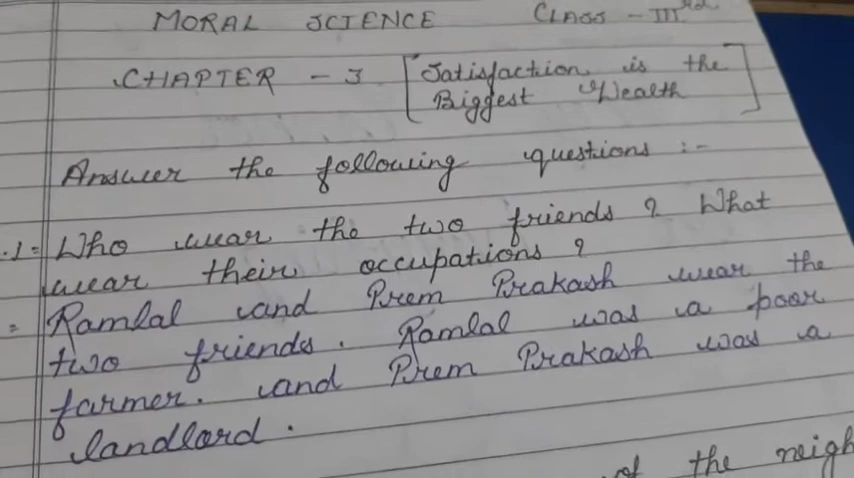 MORAL SCIENCE CLASS - IIIrd
CHAPTER - 3 [Satisfaction is the
Biggest Wealth]
Answer the following questions :-
.1= Who wear the two friends ? What
wear their occupations ?
= Ramlal and Prem Prakash wear the
two friends. Ramlal was a poor
farmer. and Prem Prakash was a
landlord.
of the neigh